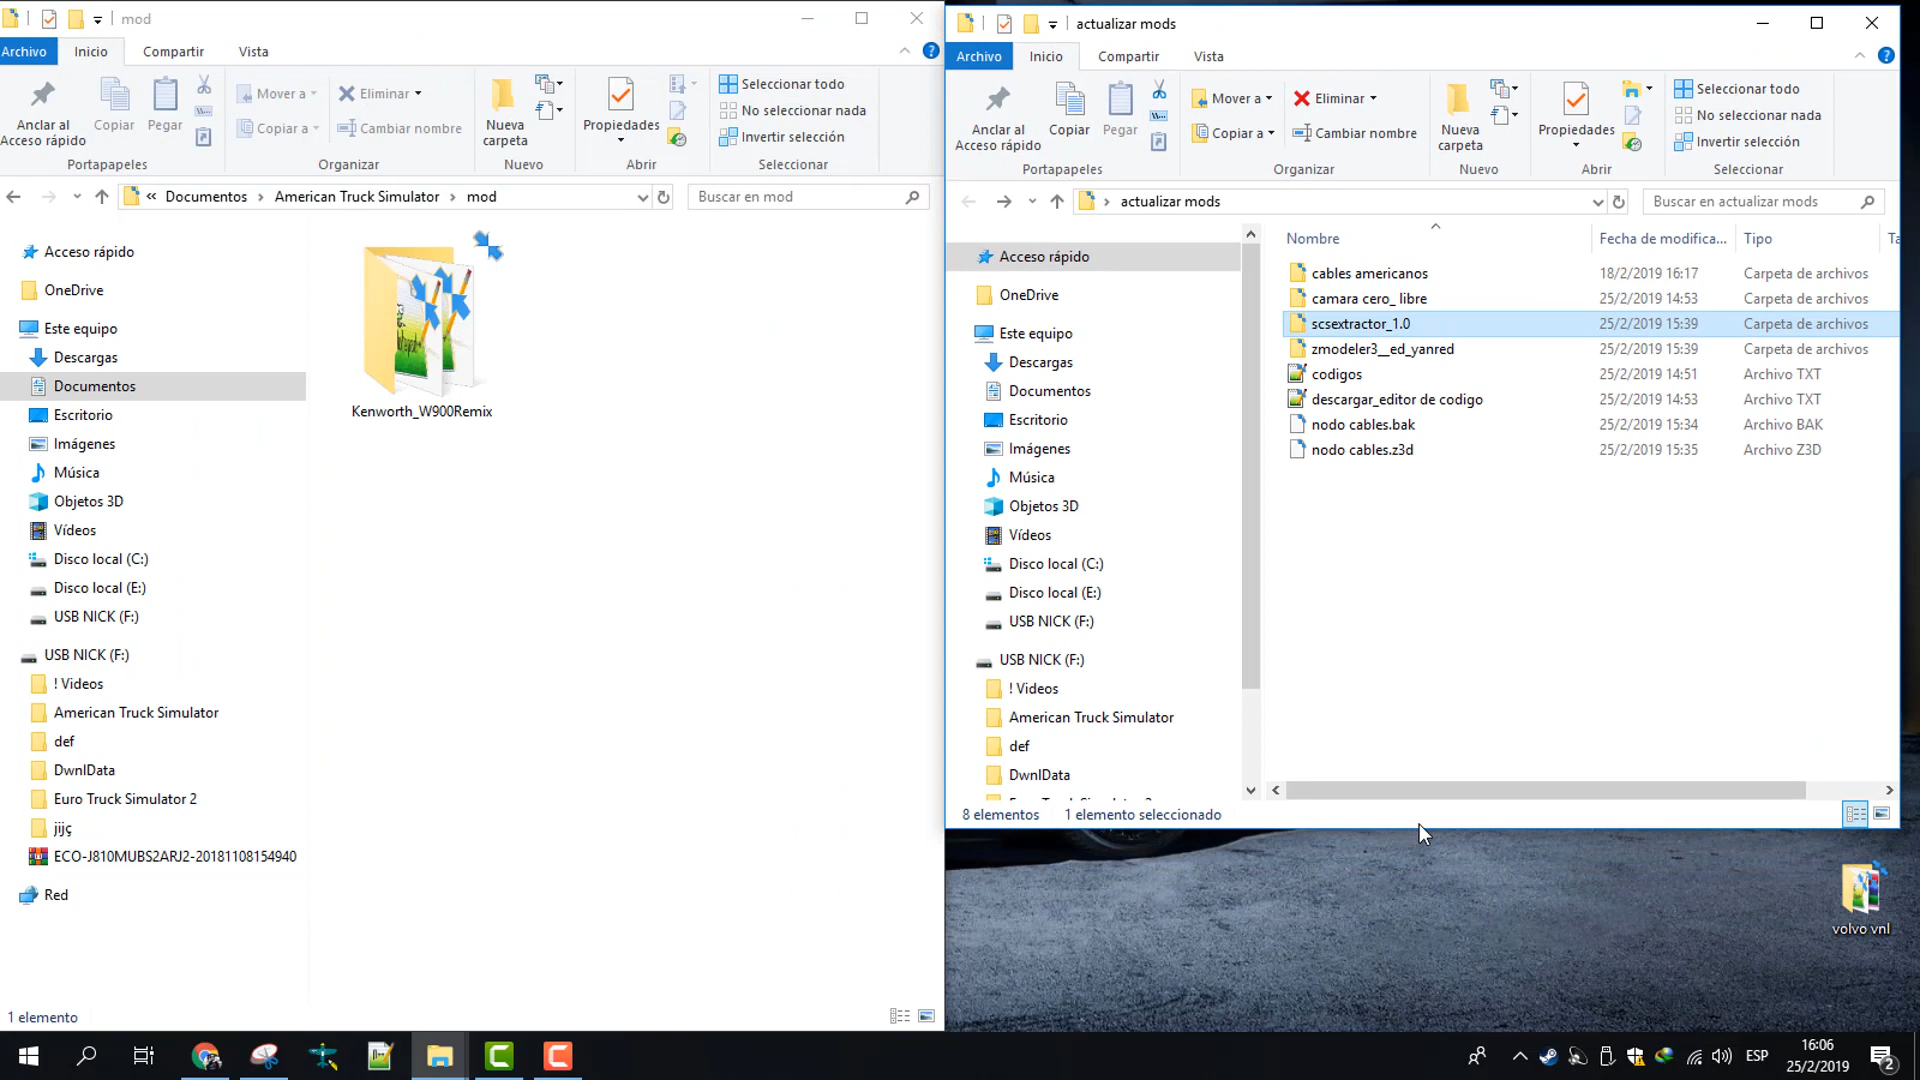 mod
Archivo
Inicio
Compartir
Vista
Anclar al
Acceso rápido
Copiar
Pegar
Portapapeles
Mover a
Copiar a
Eliminar
Cambiar nombre
Organizar
Nueva
carpeta
Nuevo
Propiedades
Abrir
Seleccionar todo
No seleccionar nada
Invertir selección
Seleccionar
« Documentos > American Truck Simulator > mod
Buscar en mod
Acceso rápido
OneDrive
Este equipo
Descargas
Documentos
Escritorio
Imágenes
Música
Objetos 3D
Vídeos
Disco local (C:)
Disco local (E:)
USB NICK (F:)
USB NICK (F:)
! Videos
American Truck Simulator
def
DwnlData
Euro Truck Simulator 2
jijç
ECO-J810MUBS2ARJ2-20181108154940
Red
Kenworth_W900Remix
1 elemento
actualizar mods
Archivo
Inicio
Compartir
Vista
Anclar al
Acceso rápido
Copiar
Pegar
Portapapeles
Mover a
Copiar a
Eliminar
Cambiar nombre
Organizar
Nueva
carpeta
Nuevo
Propiedades
Abrir
Seleccionar todo
No seleccionar nada
Invertir selección
Seleccionar
> actualizar mods
Buscar en actualizar mods
Acceso rápido
OneDrive
Este equipo
Descargas
Documentos
Escritorio
Imágenes
Música
Objetos 3D
Vídeos
Disco local (C:)
Disco local (E:)
USB NICK (F:)
USB NICK (F:)
! Videos
American Truck Simulator
def
DwnlData
Nombre Fecha de modifica... Tipo Ta
cables americanos 18/2/2019 16:17 Carpeta de archivos
camara cero_ libre 25/2/2019 14:53 Carpeta de archivos
scsextractor_1.0 25/2/2019 15:39 Carpeta de archivos
zmodeler3__ed_yanred 25/2/2019 15:39 Carpeta de archivos
codigos 25/2/2019 14:51 Archivo TXT
descargar_editor de codigo 25/2/2019 14:53 Archivo TXT
nodo cables.bak 25/2/2019 15:34 Archivo BAK
nodo cables.z3d 25/2/2019 15:35 Archivo Z3D
8 elementos 1 elemento seleccionado
volvo vnl
ESP
16:06
25/2/2019
2